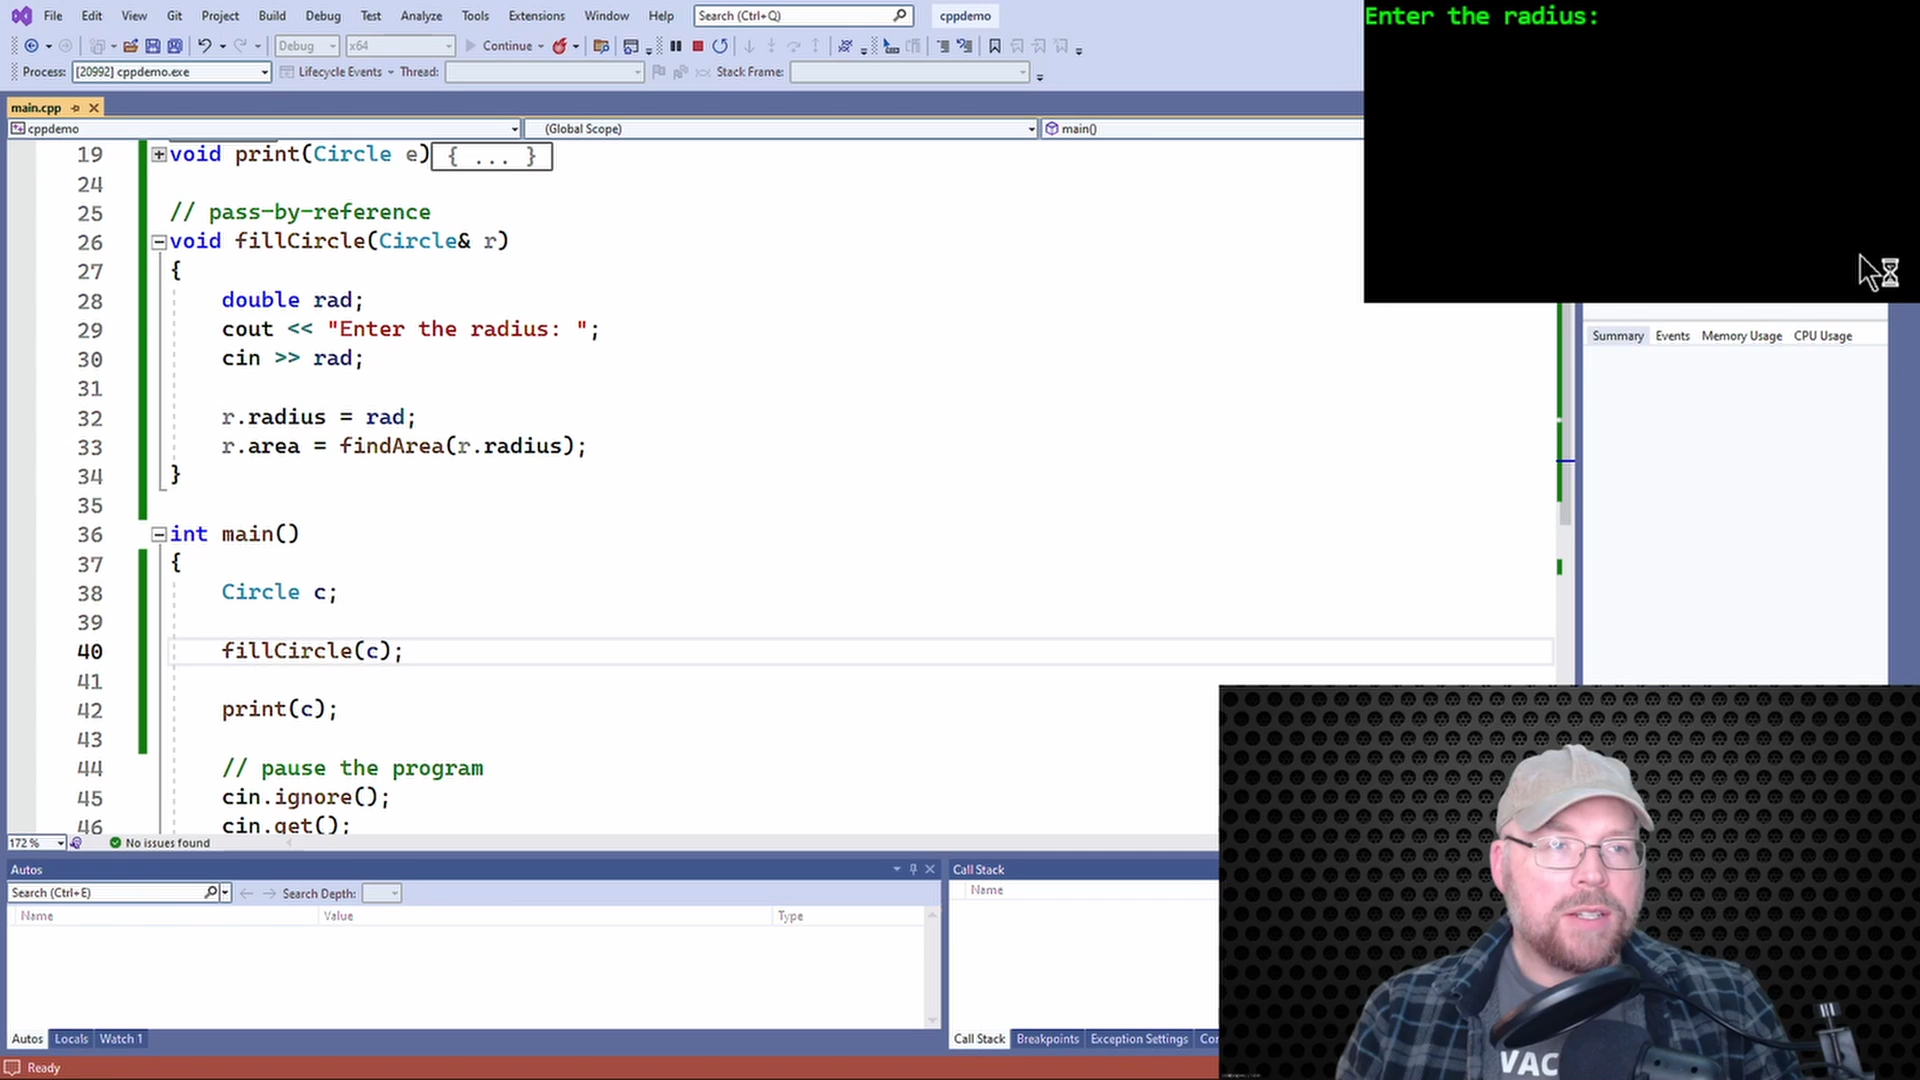 File Edit View Git Project Build Debug Test Analyze Tools Extensions Window Help Search (Ctrl+Q) cppdemo
Debug x64 Continue
Process: [20992] cppdemo.exe Lifecycle Events Thread: Stack Frame:
Enter the radius:
main.cpp
cppdemo (Global Scope) main()
19 void print(Circle e) { ... }
24
25 // pass-by-reference
26 void fillCircle(Circle& r)
27 {
28 double rad;
29 cout << "Enter the radius: ";
30 cin >> rad;
31
32 r.radius = rad;
33 r.area = findArea(r.radius);
34 }
35
36 int main()
37 {
38 Circle c;
39
40 fillCircle(c);
41
42 print(c);
43
44 // pause the program
45 cin.ignore();
46 cin.get();
172 % No issues found
Summary Events Memory Usage CPU Usage
Autos
Search (Ctrl+E) Search Depth:
Name Value Type
Autos Locals Watch 1
Call Stack
Name
Call Stack Breakpoints Exception Settings Co
Ready
VAC